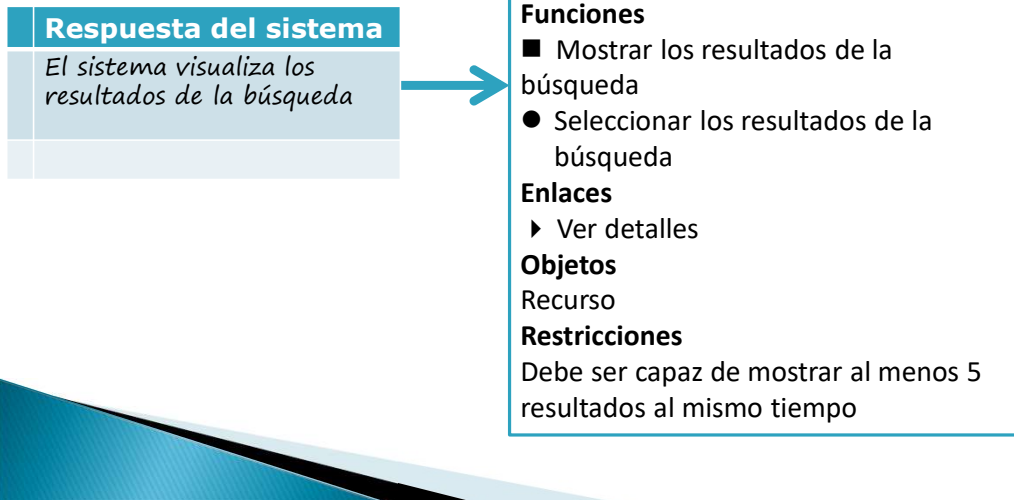 Respuesta del sistema
El sistema visualiza los
resultados de la búsqueda
Funciones
■ Mostrar los resultados de la
búsqueda
● Seleccionar los resultados de la
búsqueda
Enlaces
▶ Ver detalles
Objetos
Recurso
Restricciones
Debe ser capaz de mostrar al menos 5
resultados al mismo tiempo